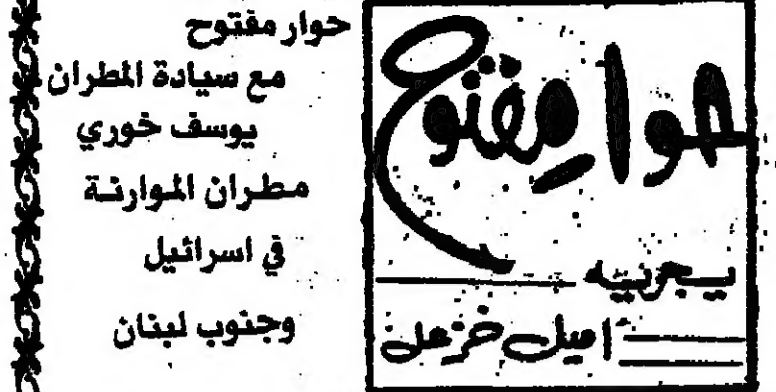 حوار مفتوح
يجريه
اميل خزعل
حوار مفتوح
مع سيادة المطران
يوسف خوري
مطران الموارنة
في اسرائيل
وجنوب لبنان